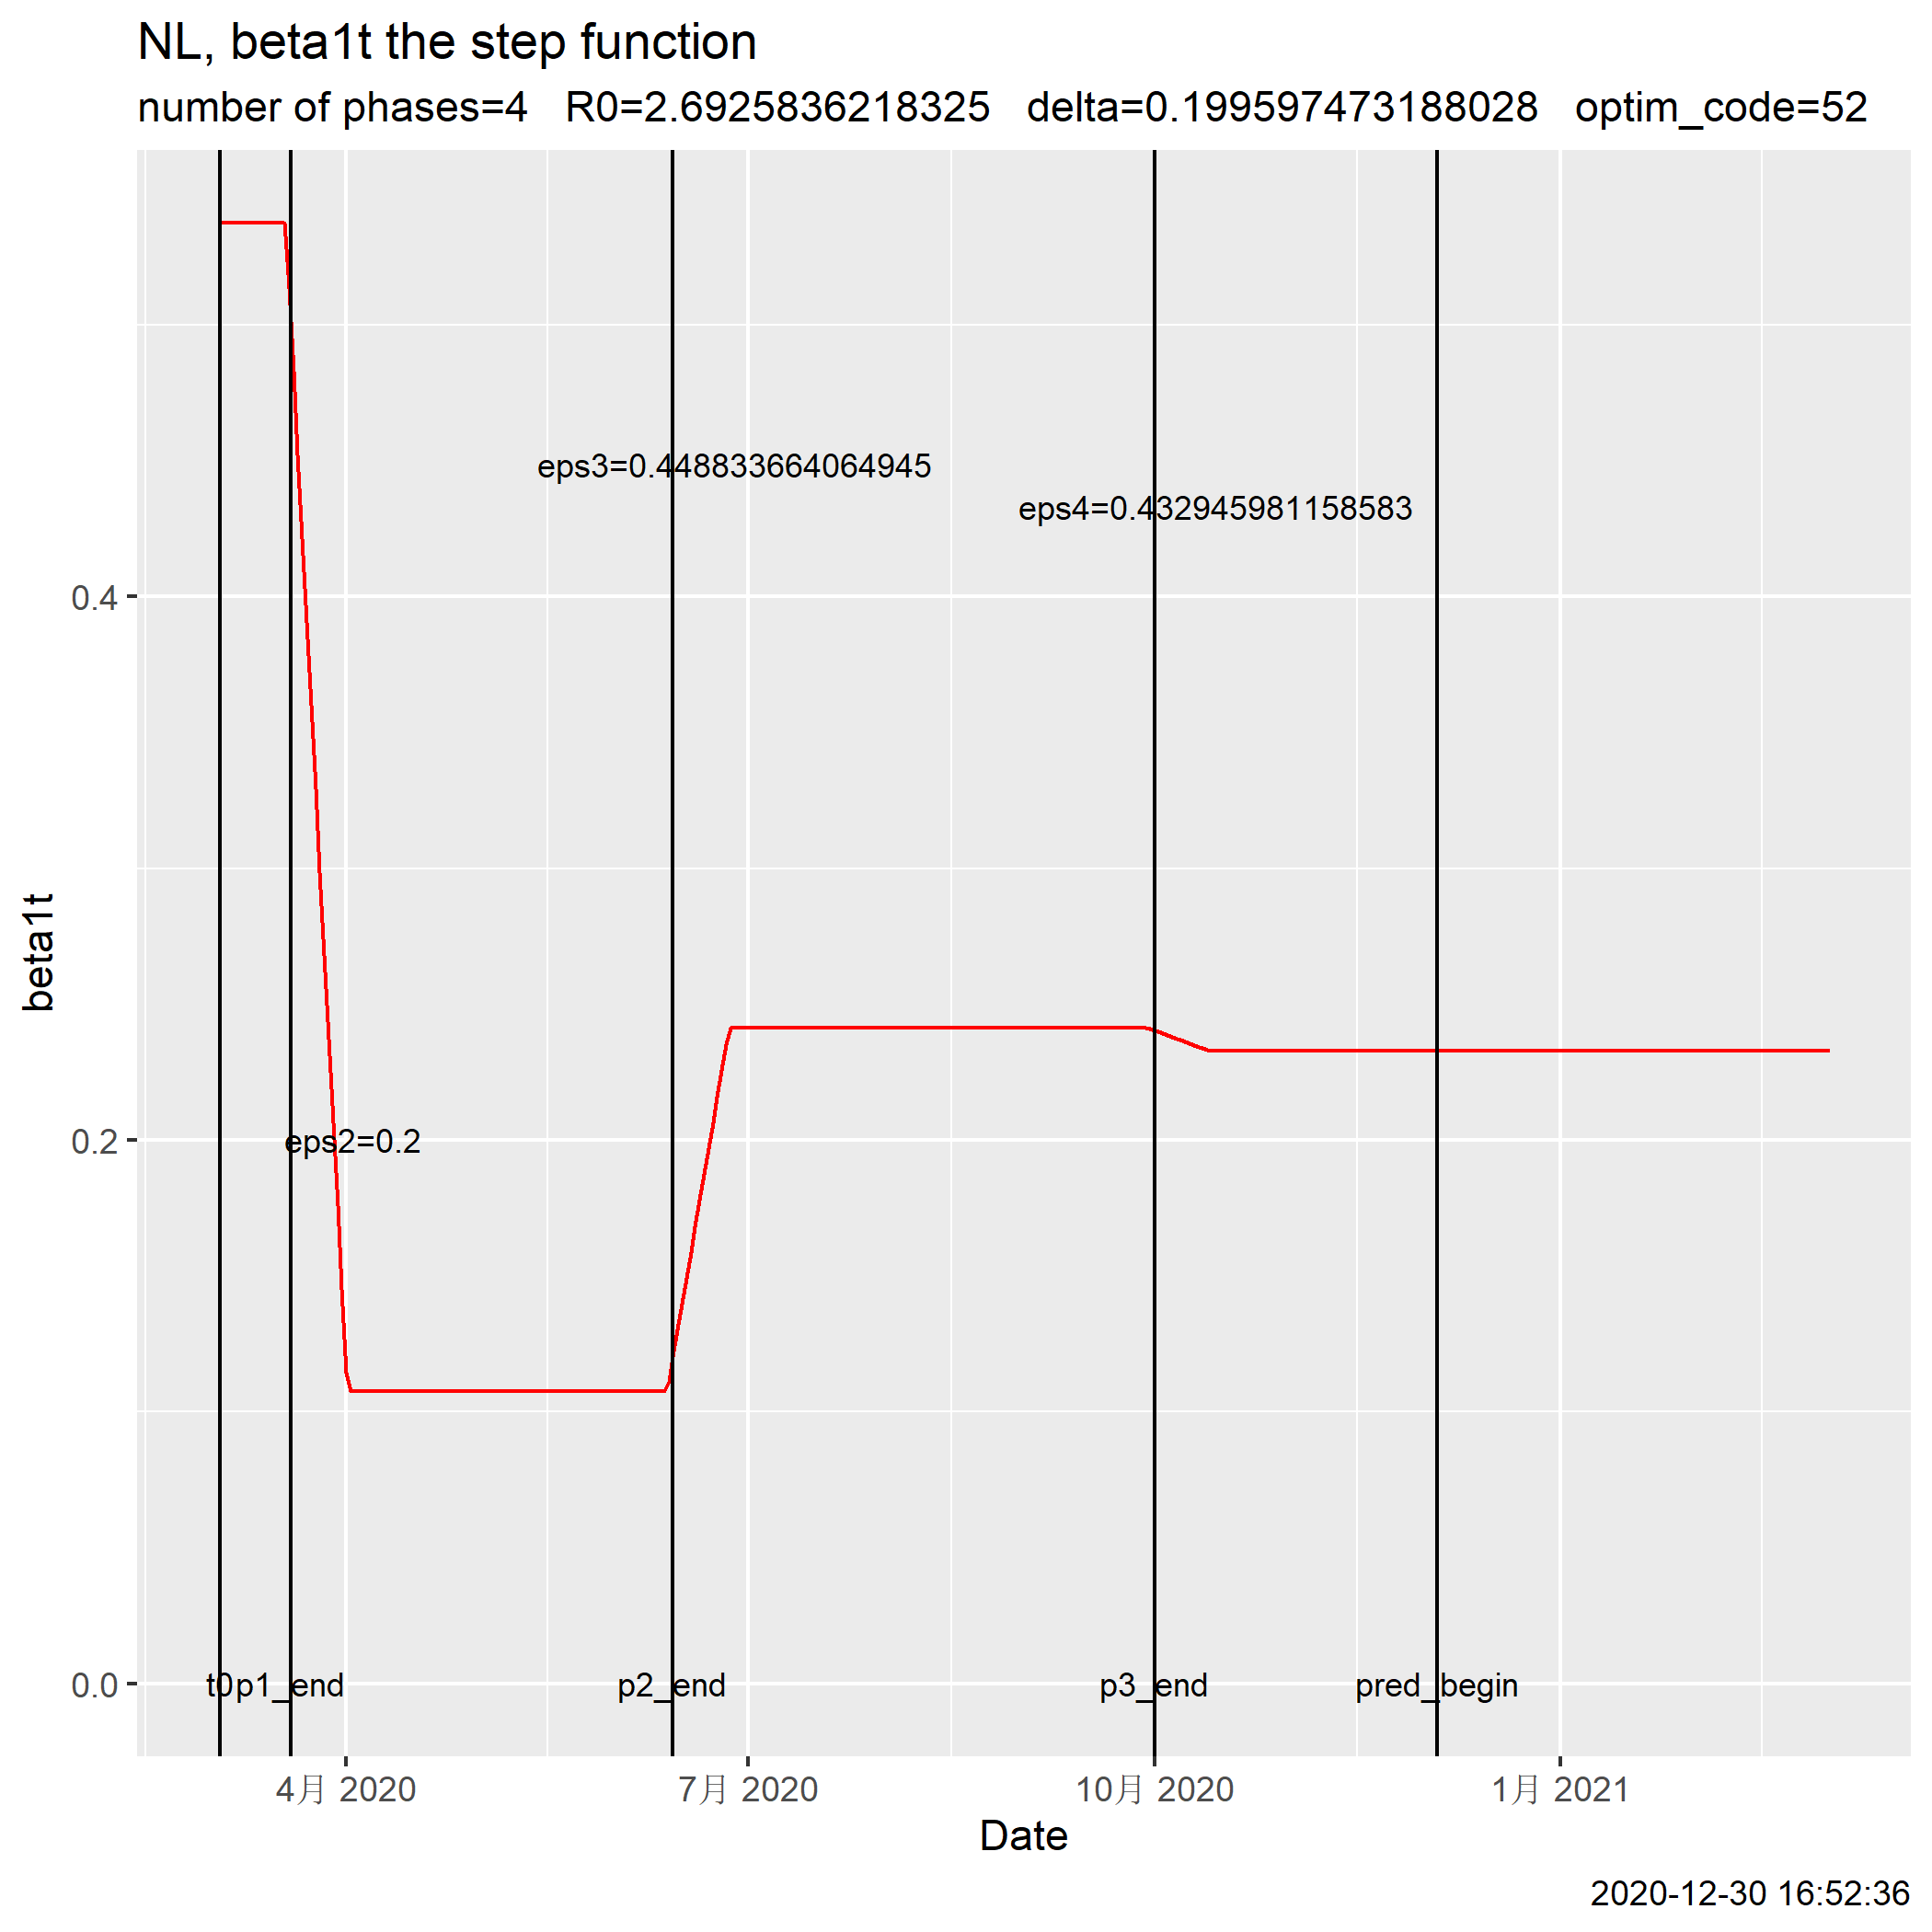 NL, beta1t the step function
number of phases=4   R0=2.6925836218325   delta=0.199597473188028   optim_code=52
eps3=0.448833664064945
eps4=0.432945981158583
0.4
beta1t
0.2
eps2=0.2
0.0
t0
p1_end
p2_end
p3_end
pred_begin
4月 2020
7月 2020
10月 2020
1月 2021
Date
2020-12-30 16:52:36